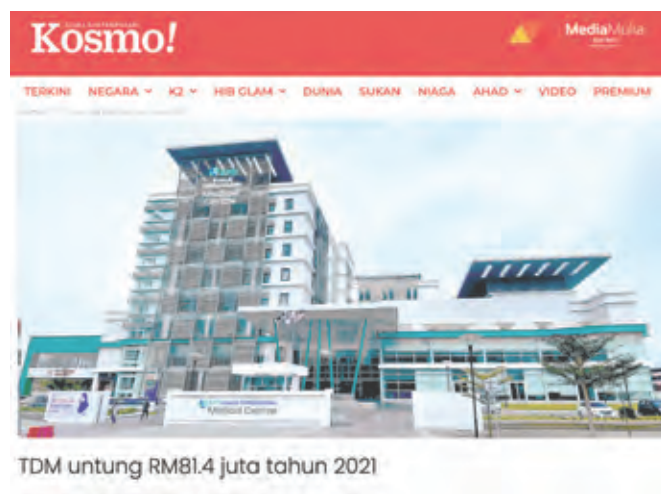 Kosmo!
MediaMulia
TERKINI NEGARA K2 HIB GLAM DUNIA SUKAN NIAGA AHAD VIDEO PREMIUM
Medical Centre
TDM untung RM81.4 juta tahun 2021